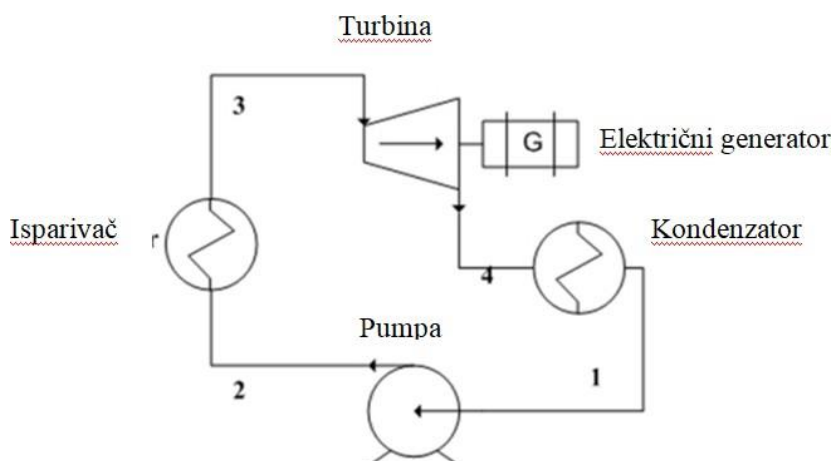 Turbina
3
G
Električni generator
Isparivač
r
Kondenzator
4
Pumpa
2
1